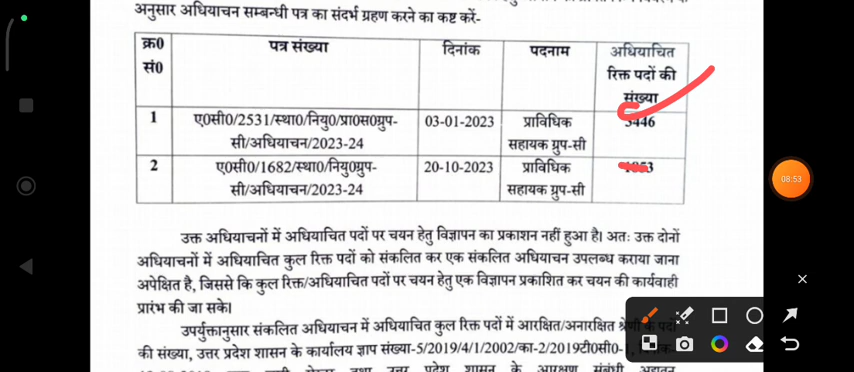 अनुसार अधियाचन सम्बन्धी पत्र का संदर्भ ग्रहण करने का कष्ट करें-
क्र0 सं0 पत्र संख्या दिनांक पदनाम अधियाचित रिक्त पदों की संख्या
1 ए0सी0/2531/स्था0/नियु0/प्रा0स0ग्रुप- 03-01-2023 प्राविधिक 3446
सी/अधियाचन/2023-24 सहायक ग्रुप-सी
2 ए0सी0/1682/स्था0/नियु0ग्रुप- 20-10-2023 प्राविधिक
सी/अधियाचन/2023-24 सहायक ग्रुप-सी
उक्त अधियाचनों में अधियाचित पदों पर चयन हेतु विज्ञापन का प्रकाशन नहीं हुआ है। अतः उक्त दोनों
अधियाचनों में अधियाचित कुल रिक्त पदों को संकलित कर एक संकलित अधियाचन उपलब्ध कराया जाना
अपेक्षित है, जिससे कि कुल रिक्त/अधियाचित पदों पर चयन हेतु एक विज्ञापन प्रकाशित कर चयन की कार्यवाही
प्रारंभ की जा सके।
उपर्युक्तानुसार संकलित अधियाचन में अधियाचित कुल रिक्त पदों में आरक्षित/अनारक्षित श्रेणी के पदों
की संख्या, उत्तर प्रदेश शासन के कार्यालय ज्ञाप संख्या-5/2019/4/1/2002/का-2/2019टी0सी0-
08:53